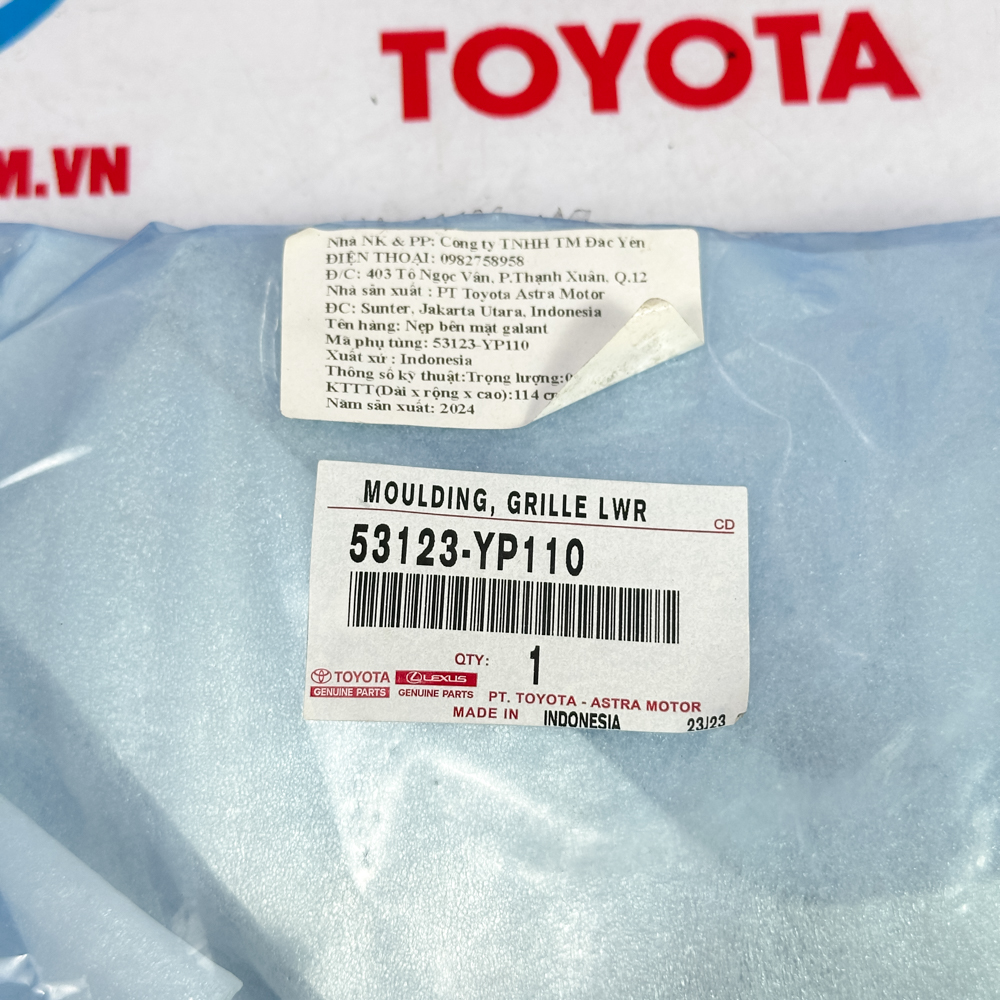 TOYOTA
M.VN
Nhà NK & PP: Công ty TNHH TM Đắc Yên
ĐIỆN THOẠI: 0982758958
Đ/C: 403 Tô Ngọc Vân, P.Thạnh Xuân, Q.12
Nhà sản xuất : PT Toyota Astra Motor
ĐC: Sunter, Jakarta Utara, Indonesia
Tên hàng: Nẹp bên mặt galant
Mã phụ tùng: 53123-YP110
Xuất xứ : Indonesia
Thông số kỹ thuật:Trọng lượng:0
KTTT(Dài x rộng x cao):114
Năm sản xuất: 2024
MOULDING, GRILLE LWR
CD
53123-YP110
QTY: 1
TOYOTA LEXUS
GENUINE PARTS GENUINE PARTS PT. TOYOTA - ASTRA MOTOR
MADE IN INDONESIA 23J23